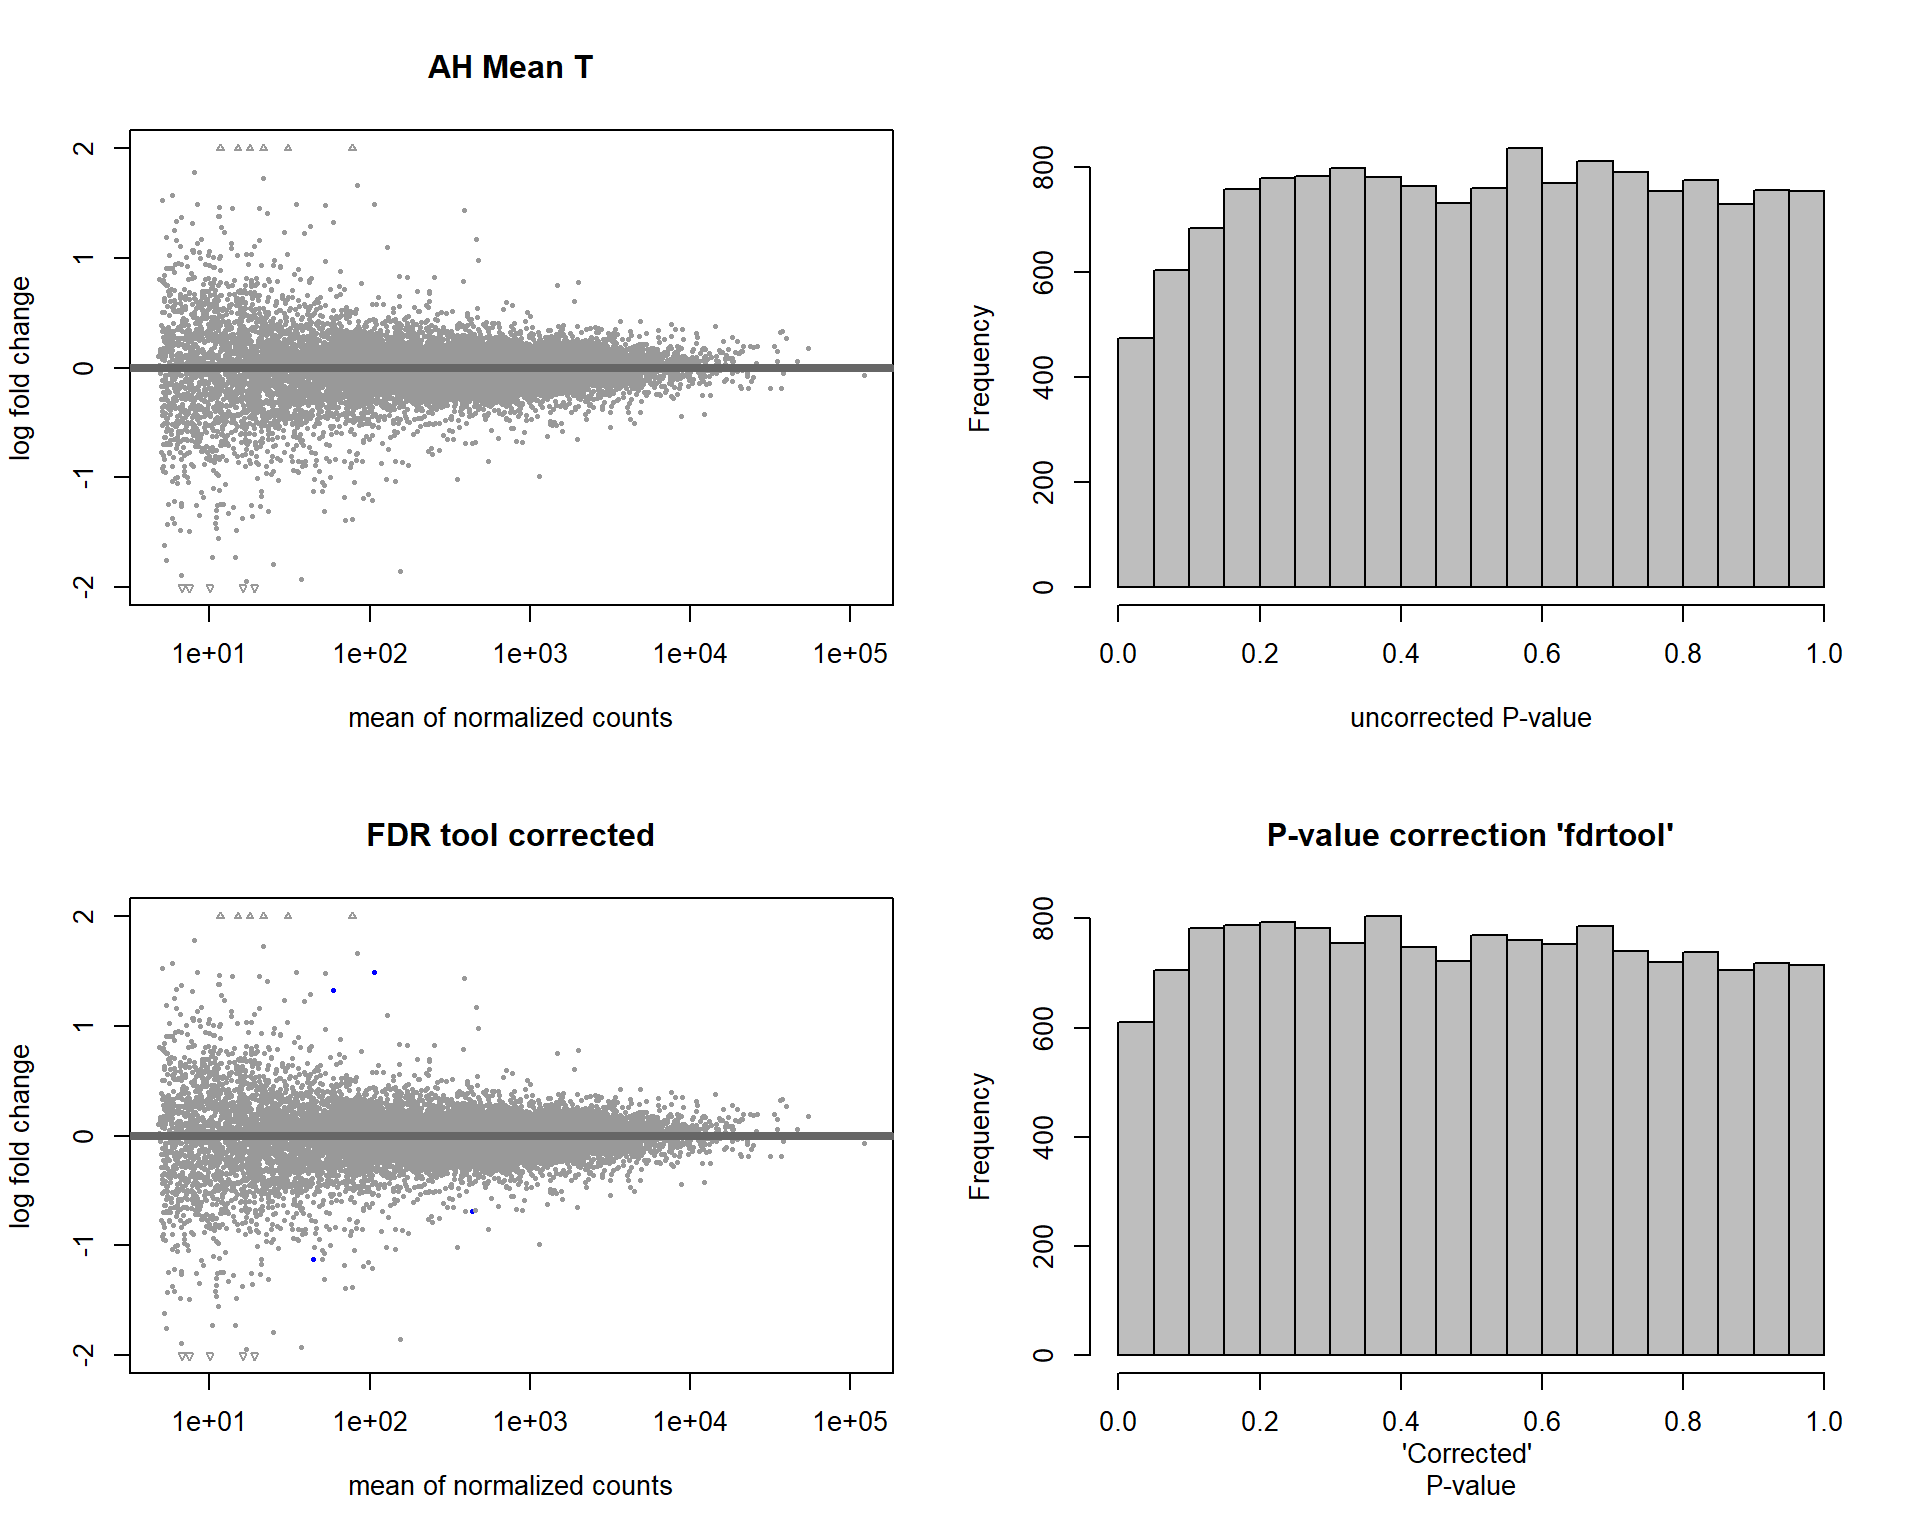 AH Mean T
2
1
0
-1
-2
log fold change
1e+01 1e+02 1e+03 1e+04 1e+05
mean of normalized counts
800
600
400
200
0
Frequency
0.0 0.2 0.4 0.6 0.8 1.0
uncorrected P-value
FDR tool corrected
2
1
0
-1
-2
log fold change
1e+01 1e+02 1e+03 1e+04 1e+05
mean of normalized counts
P-value correction 'fdrtool'
800
600
400
200
0
Frequency
0.0 0.2 0.4 0.6 0.8 1.0
'Corrected'
P-value